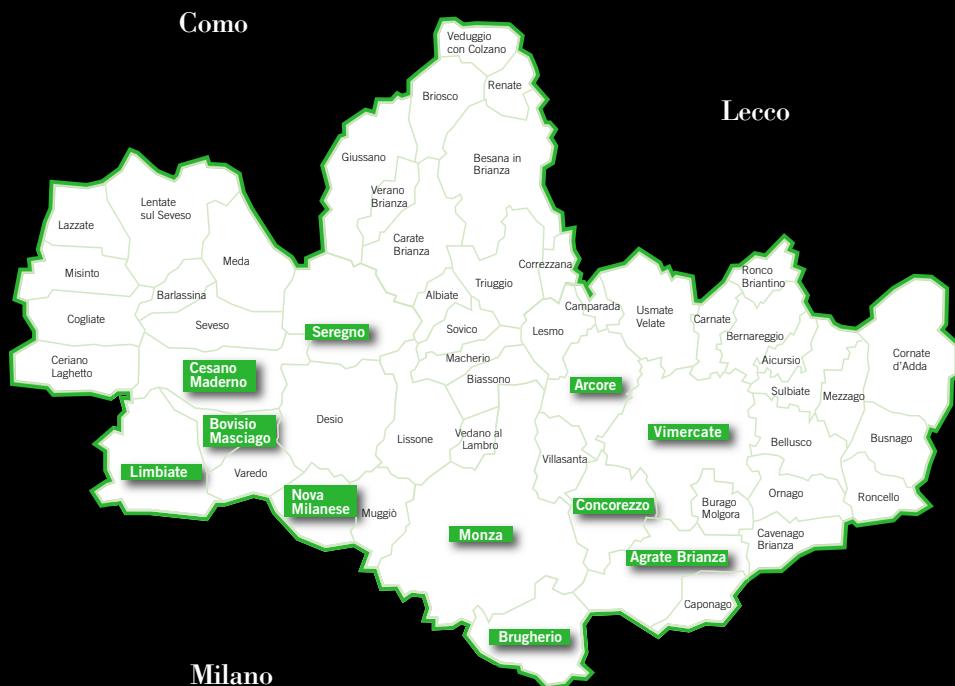 Como
Veduggio
con Colzano
Renate
Briosco
Lecco
Giussano
Besana in
Brianza
Verano
Brianza
Lentate
sul Seveso
Lazzate
Carate
Brianza
Meda
Correzzana
Misinto
Ronco
Briantino
Triuggio
Barlassina
Albiate
Camparada
Usmate
Velate
Carnate
Cogliate
Seveso
Seregno
Sovico
Lesmo
Bernareggio
Macherio
Aicursio
Cornate
d'Adda
Ceriano
Laghetto
Cesano
Maderno
Biassono
Arcore
Sulbiate
Mezzago
Bovisio
Masciago
Desio
Lissone
Vedano al
Lambro
Vimercate
Bellusco
Busnago
Villasanta
Limbiate
Varedo
Nova
Milanese
Muggiò
Concorezzo
Burago
Molgora
Ornago
Roncello
Monza
Cavenago
Brianza
Agrate Brianza
Caponago
Brugherio
Milano